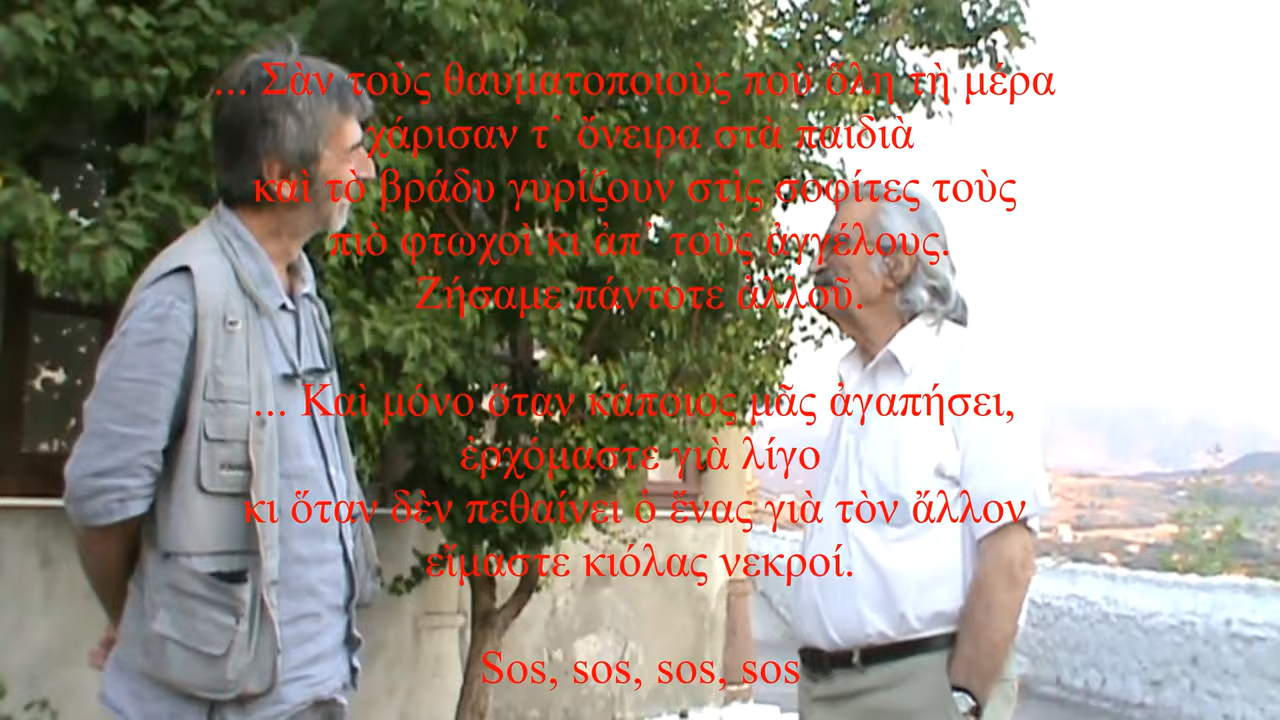 ... Σὰν τοὺς θαυματοποιοὺς ποὺ ὅλη τὴ μέρα
χάρισαν τ᾿ ὄνειρα στὰ παιδιὰ
καὶ τὸ βράδυ γυρίζουν στὶς σοφίτες τοὺς
πιὸ φτωχοὶ κι ἀπ᾿ τοὺς ἀγγέλους.
Ζήσαμε πάντοτε ἀλλοῦ.
... Καὶ μόνο ὅταν κάποιος μᾶς ἀγαπήσει,
ἐρχόμαστε γιὰ λίγο
κι ὅταν δὲν πεθαίνει ὁ ἕνας γιὰ τὸν ἄλλον
εἴμαστε κιόλας νεκροί.
Sos, sos, sos, sos